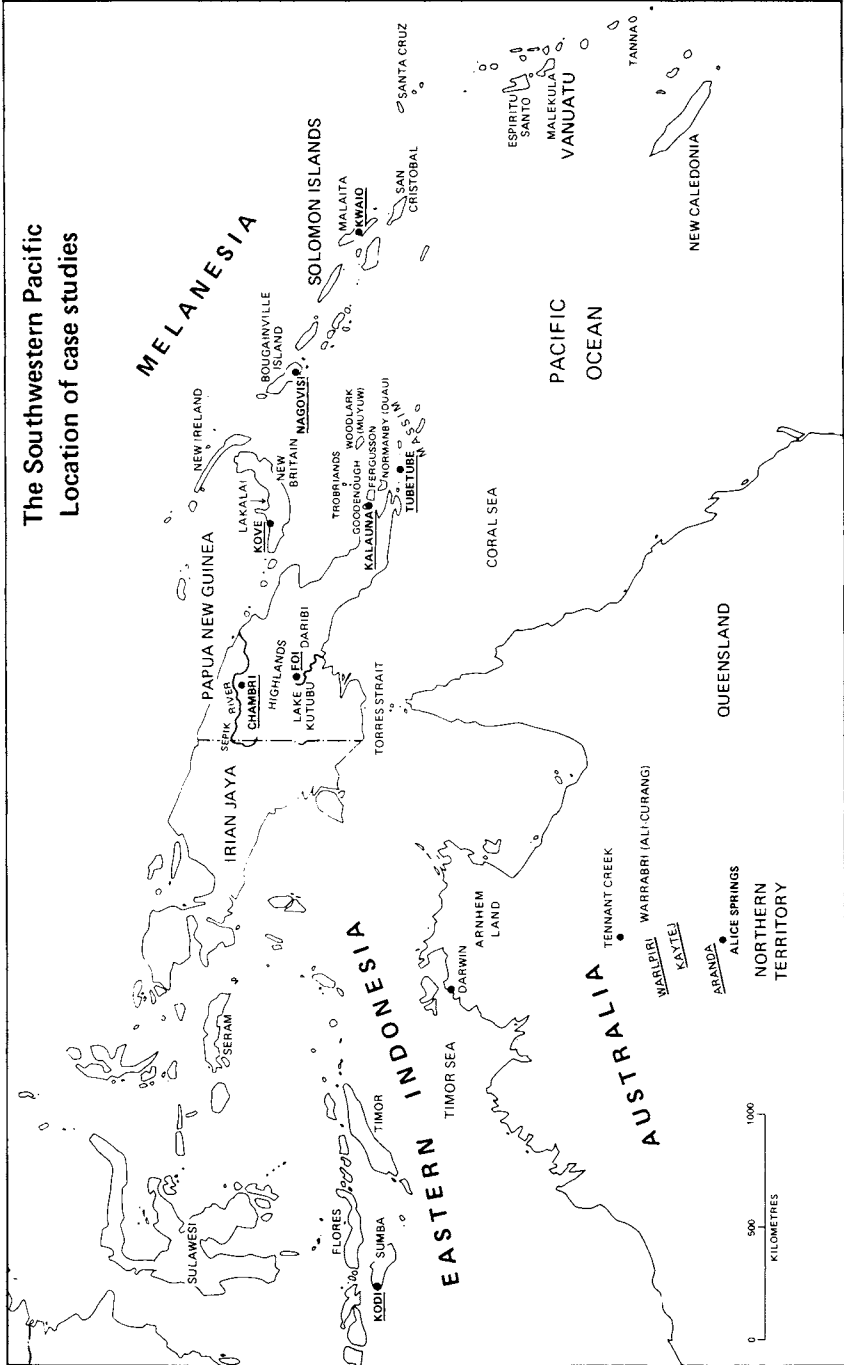 The Southwestern Pacific
Location of case studies
MELANESIA
SANTA CRUZ
SOLOMON ISLANDS
MALAITA
KWAIO
SAN
CRISTOBAL
ESPIRITU
SANTO
MALEKULA
VANUATU
TANNA
NEW CALEDONIA
BOUGAINVILLE
ISLAND
NAGOVISI
NEW IRELAND
LAKALAI
KOVE
NEW
BRITAIN
TROBRIANDS
WOODLARK
(MUYUW)
GOODENOUGH
FERGUSSON
KALAUNA
NORMANBY (DUAU)
TUBETUBE
MASSIM
PACIFIC
OCEAN
CORAL SEA
PAPUA NEW GUINEA
SEPIK RIVER
CHAMBRI
HIGHLANDS
LAKE
KUTUBU
FOI
DARIBI
TORRES STRAIT
IRIAN JAYA
QUEENSLAND
SERAM
SULAWESI
FLORES
TIMOR
KODI
SUMBA
EASTERN INDONESIA
TIMOR SEA
DARWIN
ARNHEM
LAND
AUSTRALIA
TENNANT CREEK
WARLPIRI
WARRABRI (ALI-CURANG)
KAYTEJ
ARANDA
ALICE SPRINGS
NORTHERN
TERRITORY
0 500 1000
KILOMETRES